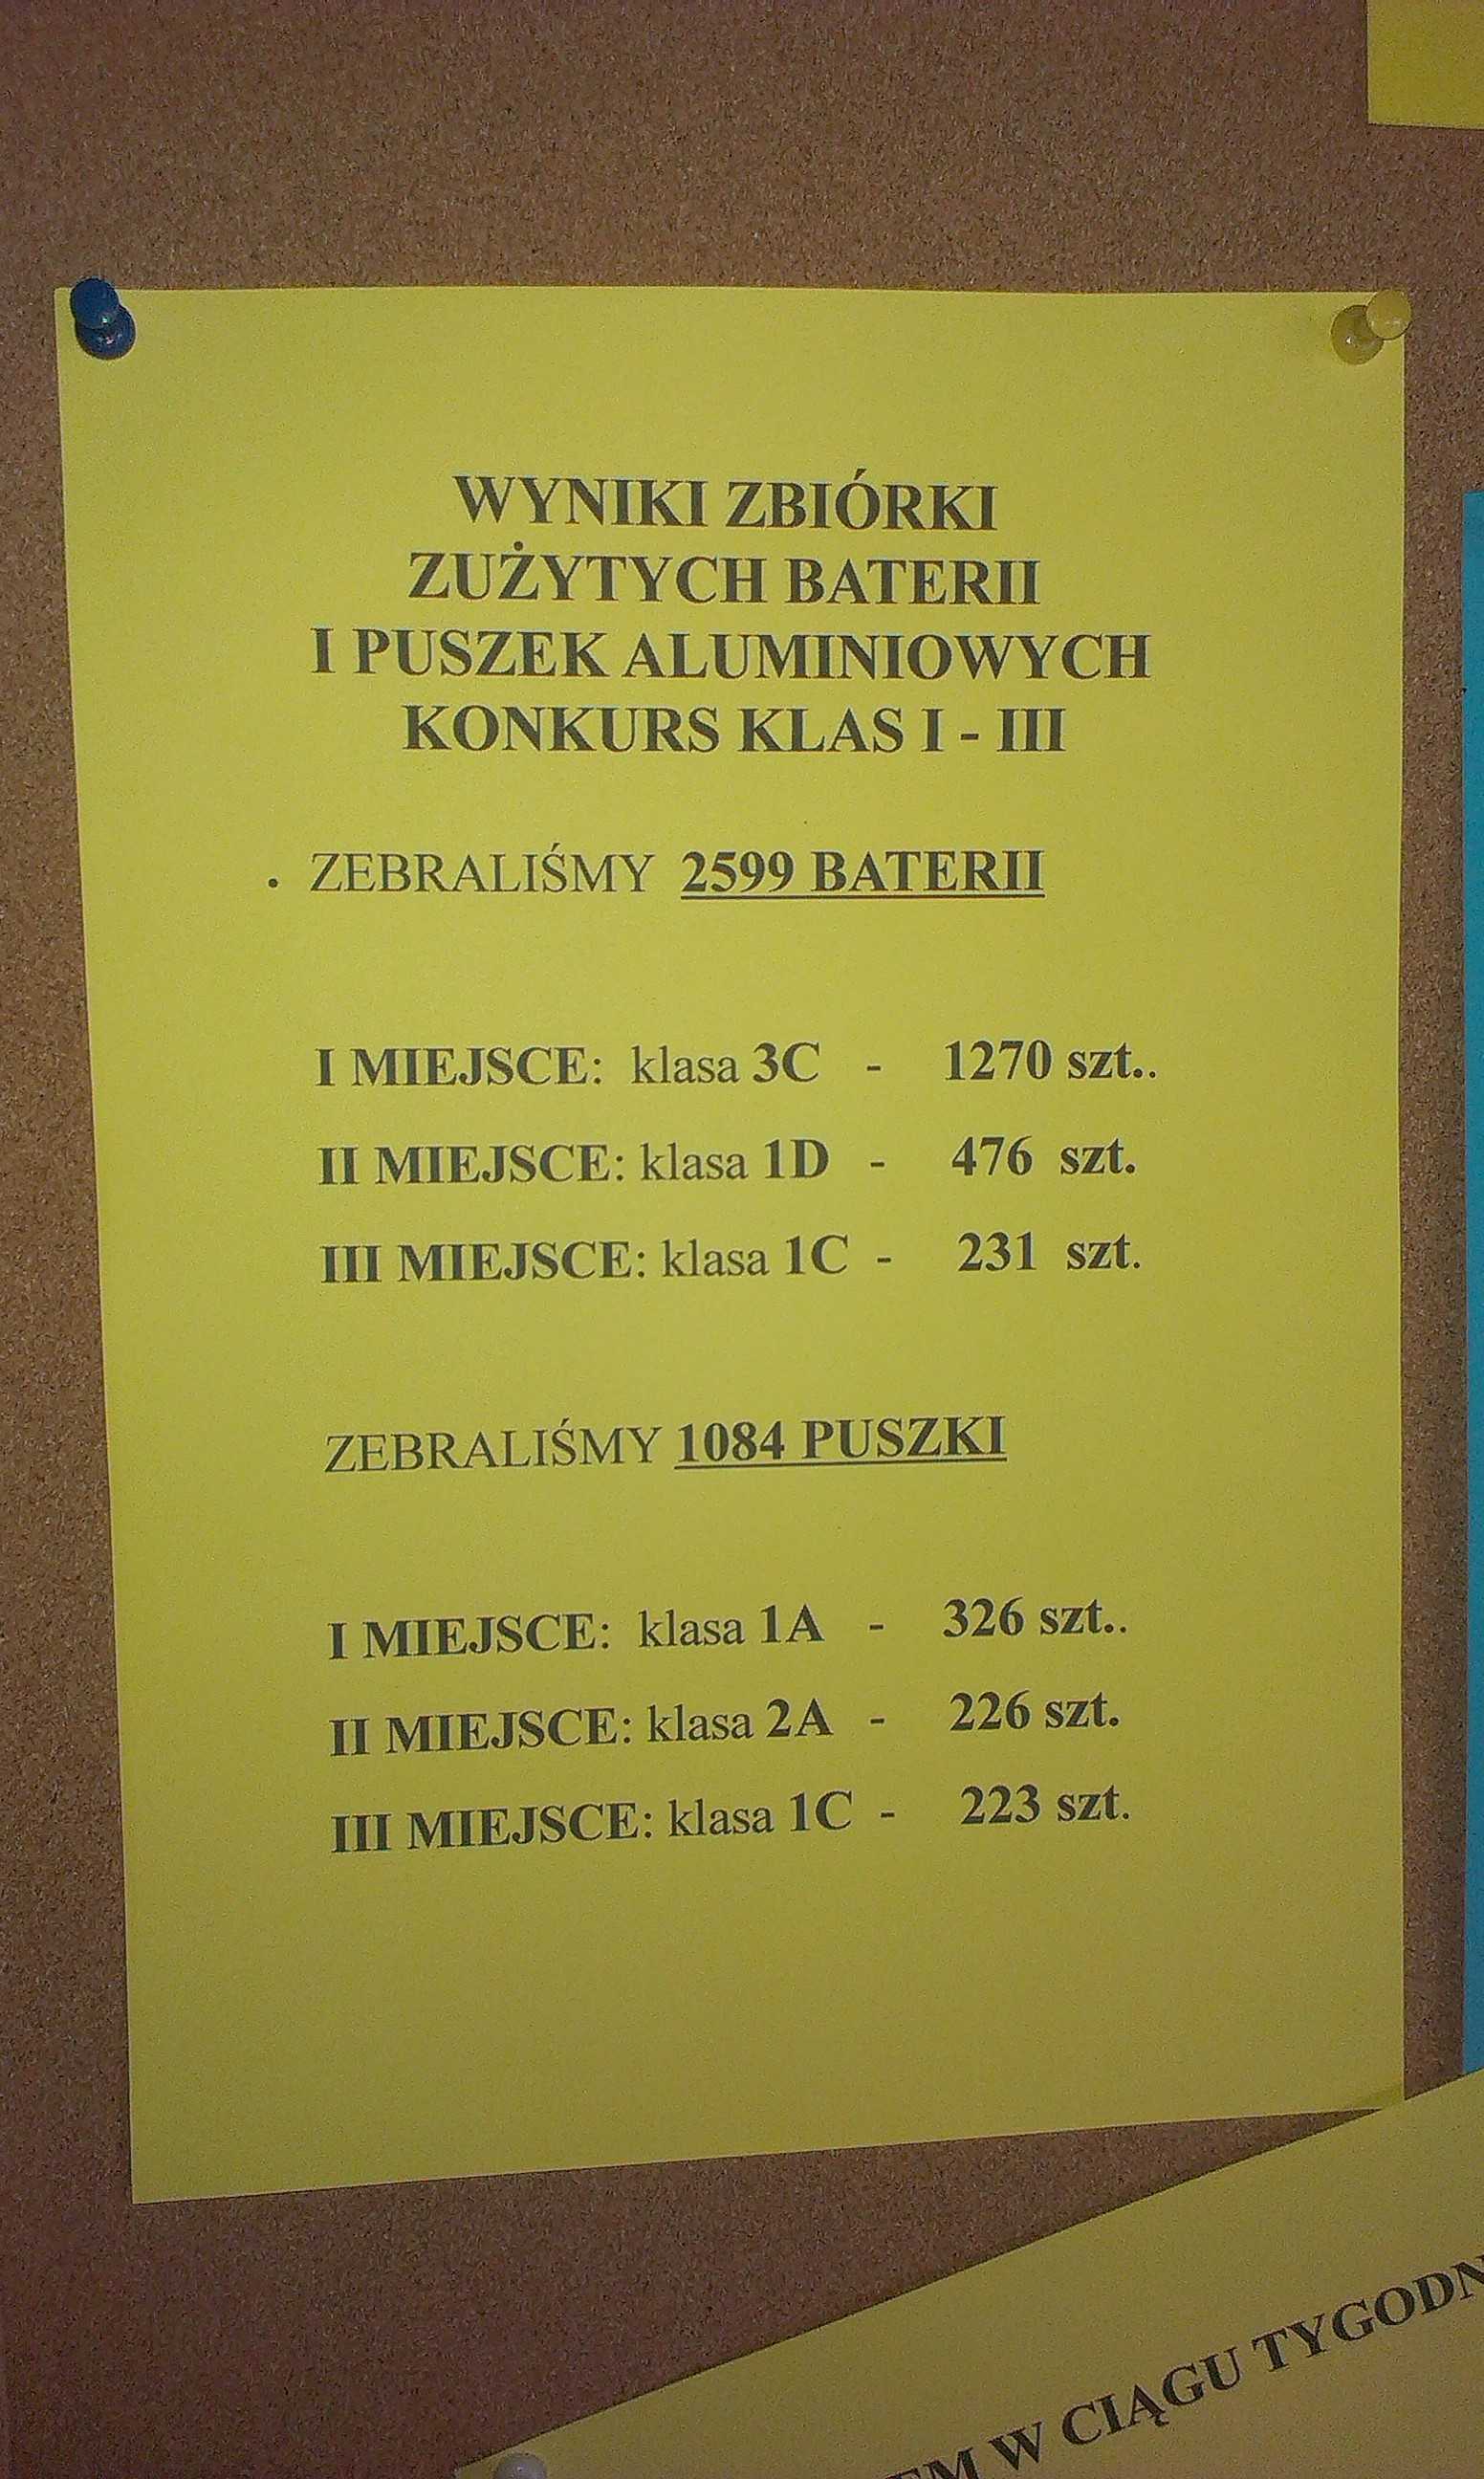 WYNIKI ZBIÓRKI
ZUŻYTYCH BATERII
I PUSZEK ALUMINIOWYCH
KONKURS KLAS I - III
. ZEBRALIŚMY 2599 BATERII
I MIEJSCE: klasa 3C - 1270 szt..
II MIEJSCE: klasa 1D - 476 szt.
III MIEJSCE: klasa 1C - 231 szt.
ZEBRALIŚMY 1084 PUSZKI
I MIEJSCE: klasa 1A - 326 szt..
II MIEJSCE: klasa 2A - 226 szt.
III MIEJSCE: klasa 1C - 223 szt.
W CIĄGU